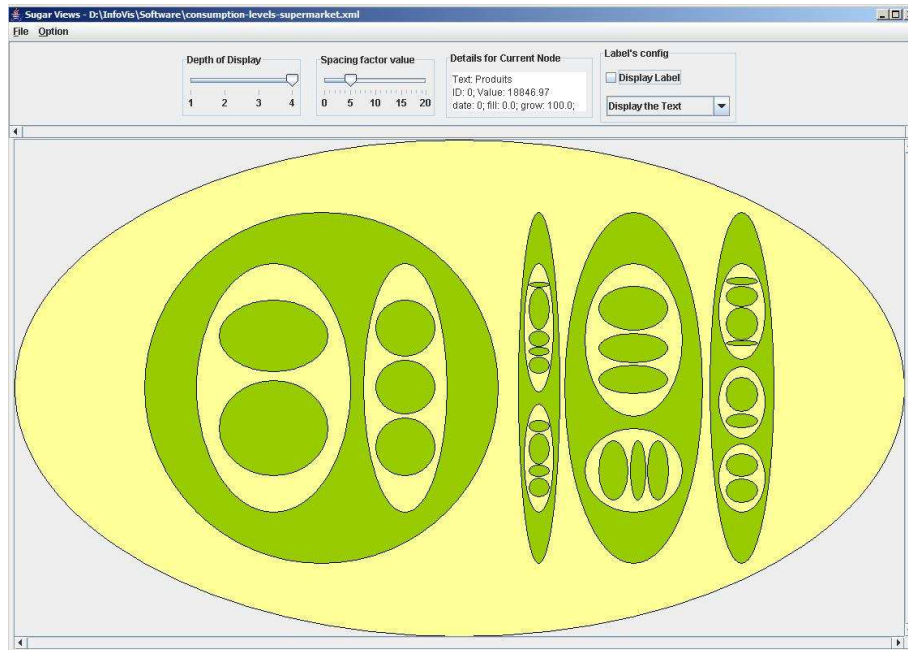 Sugar Views - D:\InfoVis\Software\consumption-levels-supermarket.xml
File Option
Depth of Display
1 2 3 4
Spacing factor value
0 5 10 15 20
Details for Current Node
Text: Produits
ID: 0; Value: 18846.97
date: 0; fill: 0.0; grow: 100.0;
Label's config
Display Label
Display the Text